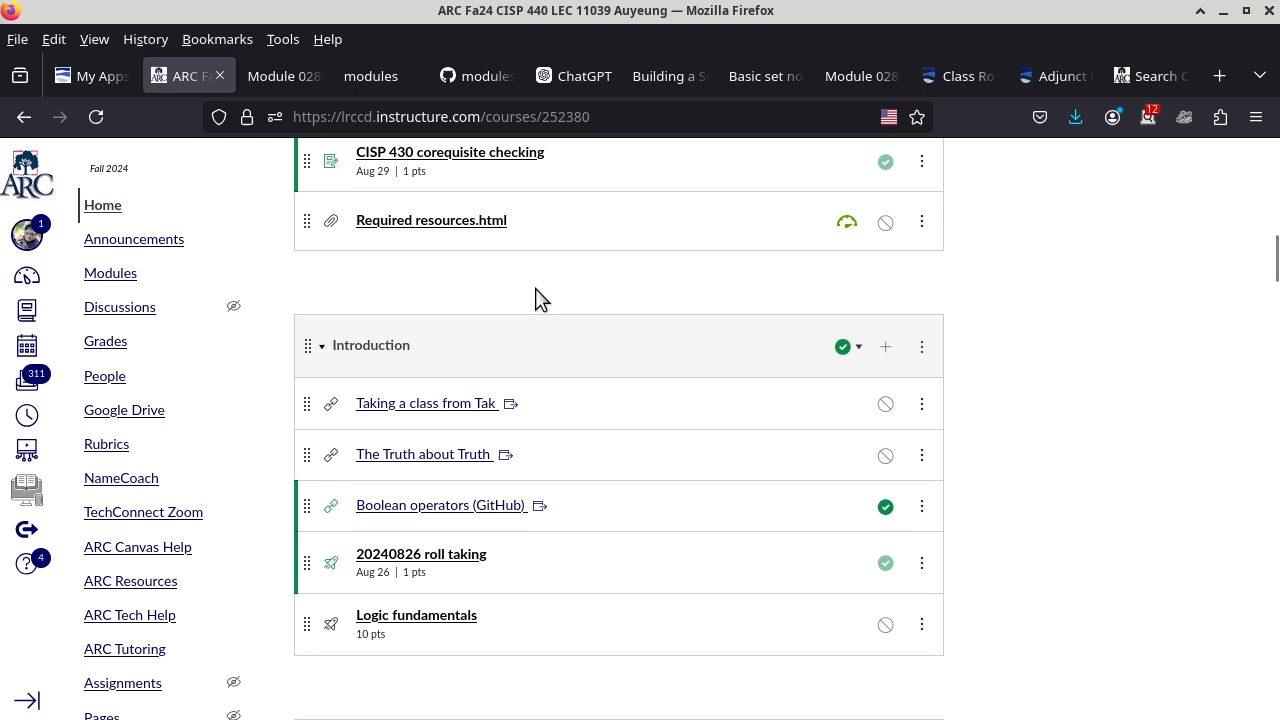 ARC Fa24 CISP 440 LEC 11039 Auyeung — Mozilla Firefox
File Edit View History Bookmarks Tools Help
My Apps ARC F Module 028 modules modules ChatGPT Building a S Basic set no Module 028 Class Ro Adjunct Search C
https://lrccd.instructure.com/courses/252380 12
ARC
Fall 2024
1
311
4
Home
Announcements
Modules
Discussions
Grades
People
Google Drive
Rubrics
NameCoach
TechConnect Zoom
ARC Canvas Help
ARC Resources
ARC Tech Help
ARC Tutoring
Assignments
Pages
CISP 430 corequisite checking
Aug 29 | 1 pts
Required resources.html
Introduction
Taking a class from Tak
The Truth about Truth
Boolean operators (GitHub)
20240826 roll taking
Aug 26 | 1 pts
Logic fundamentals
10 pts